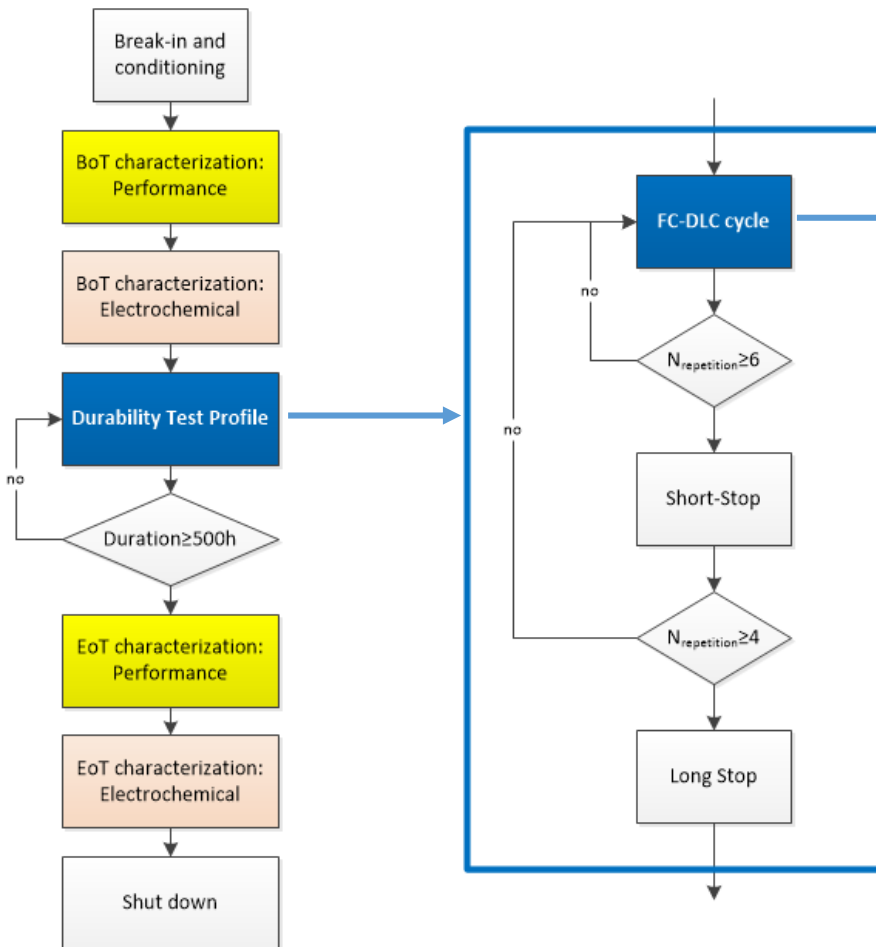 Break-in and
conditioning
BoT characterization:
Performance
BoT characterization:
Electrochemical
Durability Test Profile
no
Duration≥500h
EoT characterization:
Performance
EoT characterization:
Electrochemical
Shut down
FC-DLC cycle
no
Nrepetition≥6
no
Short-Stop
Nrepetition≥4
Long Stop